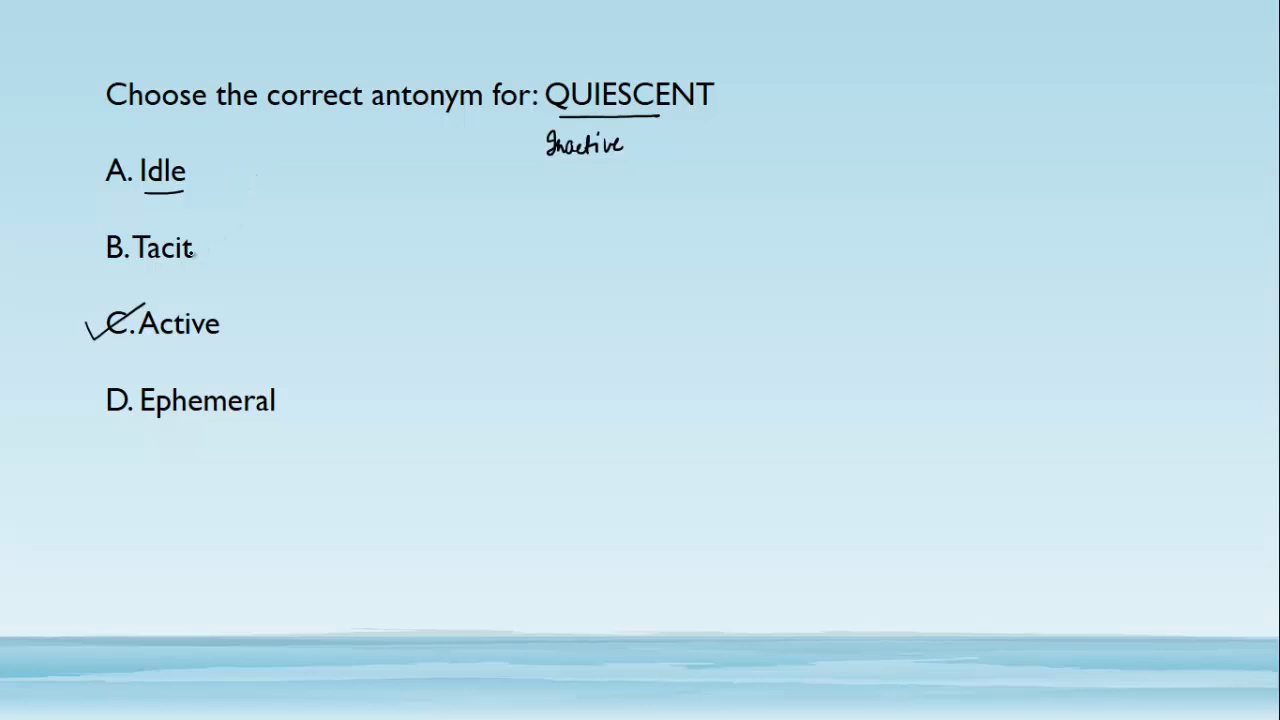 Choose the correct antonym for: QUIESCENT
Inactive
A. Idle
B. Tacit
C. Active
D. Ephemeral